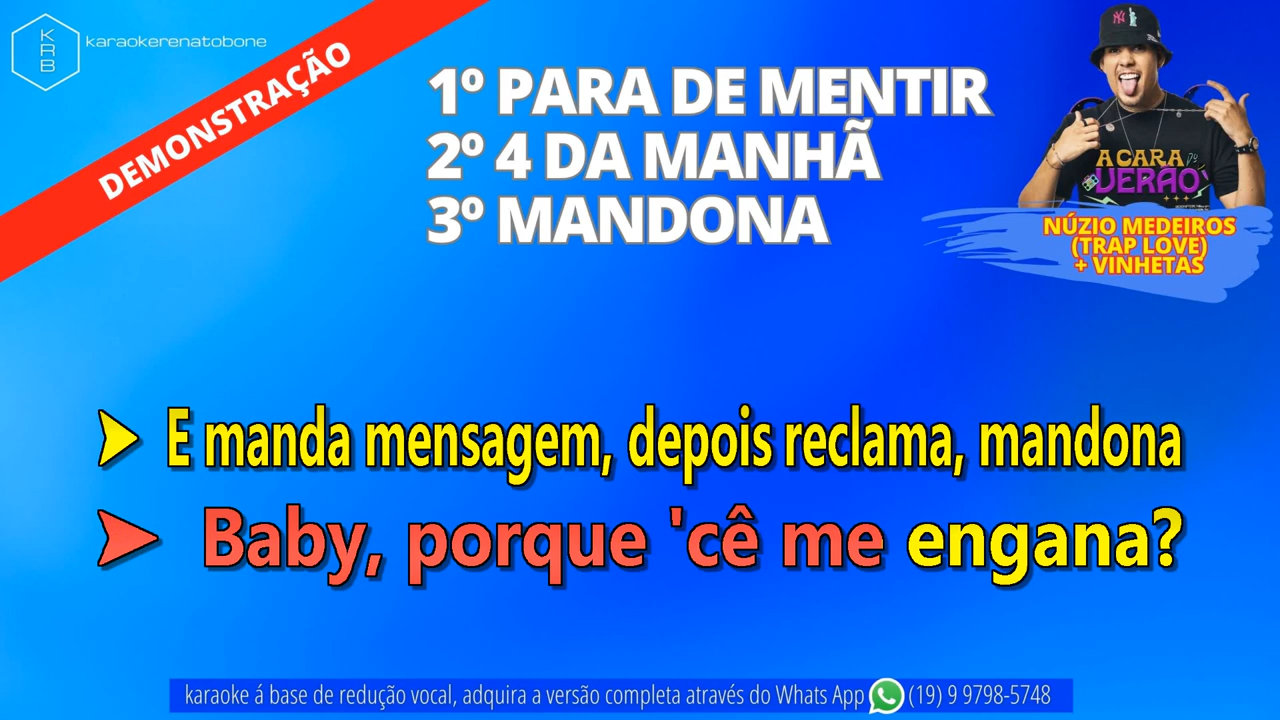 KRB
karaokerenatobone
DEMONSTRAÇÃO
1º PARA DE MENTIR
2º 4 DA MANHÃ
3º MANDONA
A CARA DO
VERÃO
NÚZIO MEDEIROS
(TRAP LOVE)
+ VINHETAS
E manda mensagem, depois reclama, mandona
Baby, porque 'cê me engana?
karaoke á base de redução vocal, adquira a versão completa através do Whats App (19) 9 9798-5748